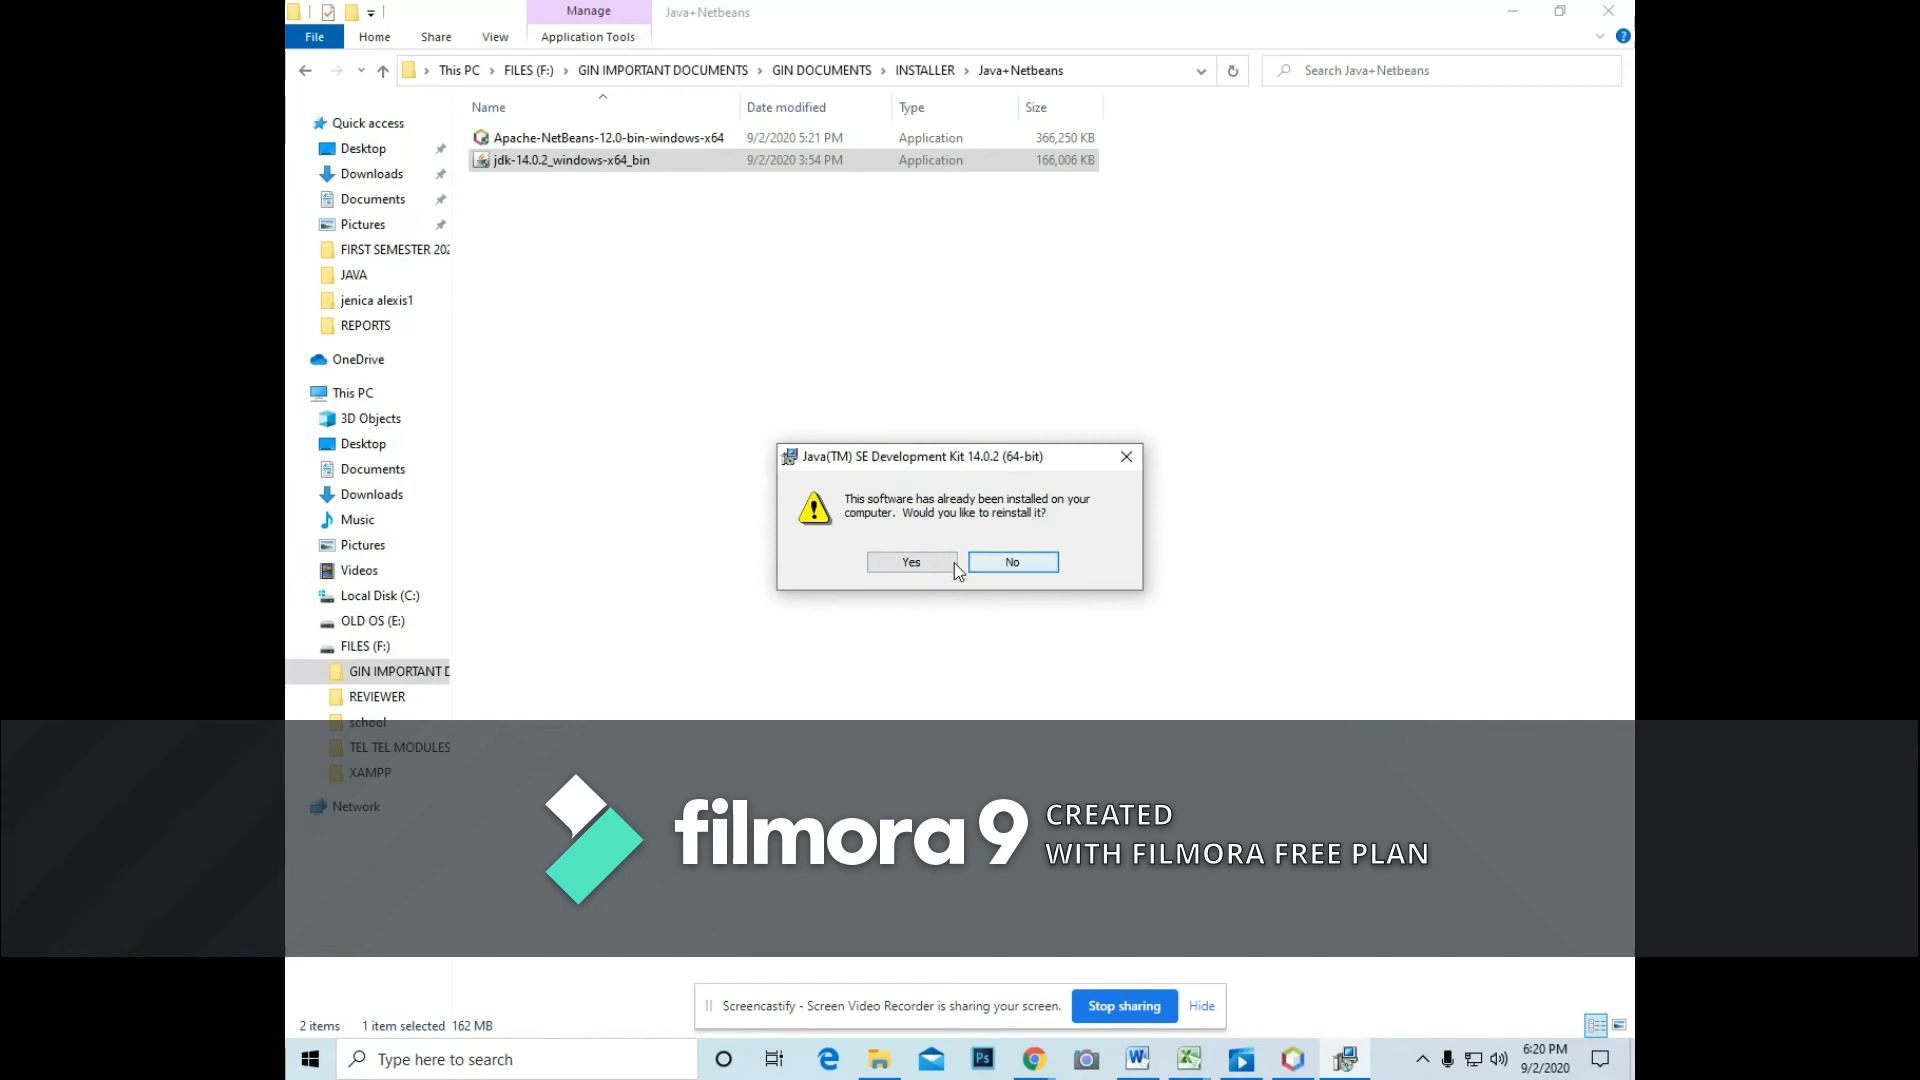 Manage
Java+Netbeans
File
Home
Share
View
Application Tools
This PC
FILES (F:)
GIN IMPORTANT DOCUMENTS
GIN DOCUMENTS
INSTALLER
Java+Netbeans
Search Java+Netbeans
Name
Date modified
Type
Size
Apache-NetBeans-12.0-bin-windows-x64
9/2/2020 5:21 PM
Application
366,250 KB
jdk-14.0.2_windows-x64_bin
9/2/2020 3:54 PM
Application
166,006 KB
Quick access
Desktop
Downloads
Documents
Pictures
FIRST SEMESTER 202
JAVA
jenica alexis1
REPORTS
OneDrive
This PC
3D Objects
Desktop
Documents
Downloads
Music
Pictures
Videos
Local Disk (C:)
OLD OS (E:)
FILES (F:)
GIN IMPORTANT D
REVIEWER
school
TEL TEL MODULES
XAMPP
Network
Java(TM) SE Development Kit 14.0.2 (64-bit)
This software has already been installed on your
computer. Would you like to reinstall it?
Yes
No
filmora 9
CREATED
WITH FILMORA FREE PLAN
Screencastify - Screen Video Recorder is sharing your screen.
Stop sharing
Hide
2 items
1 item selected 162 MB
Type here to search
Ps
6:20 PM
9/2/2020